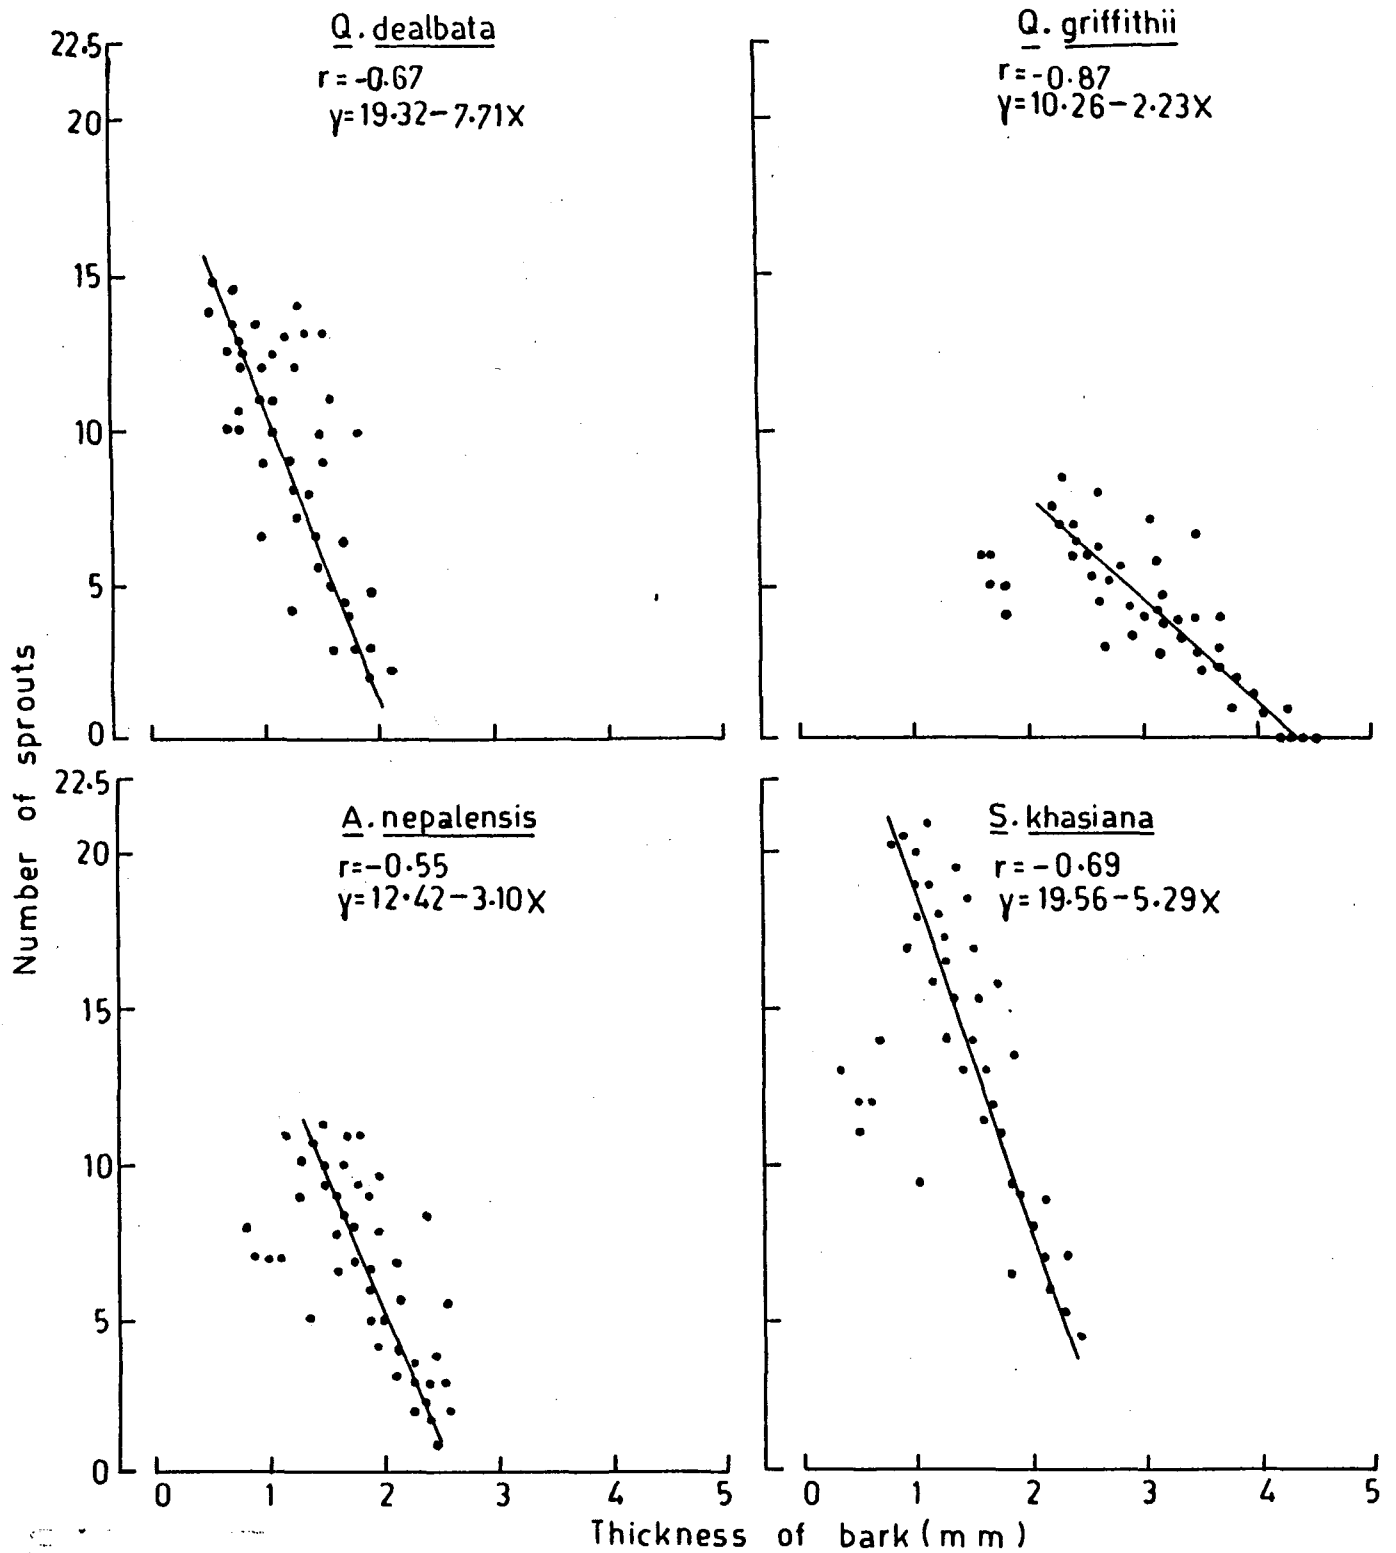 Q. dealbata
r=-0.67
y=19.32-7.71X
22.5
20
15
10
5
0
Q. griffithii
r=-0.87
y=10.26-2.23X
Number of sprouts
A. nepalensis
r=-0.55
y=12.42-3.10X
22.5
20
15
10
5
0
0 1 2 3 4 5
S. khasiana
r=-0.69
y=19.56-5.29X
0 1 2 3 4 5
Thickness of bark(mm)